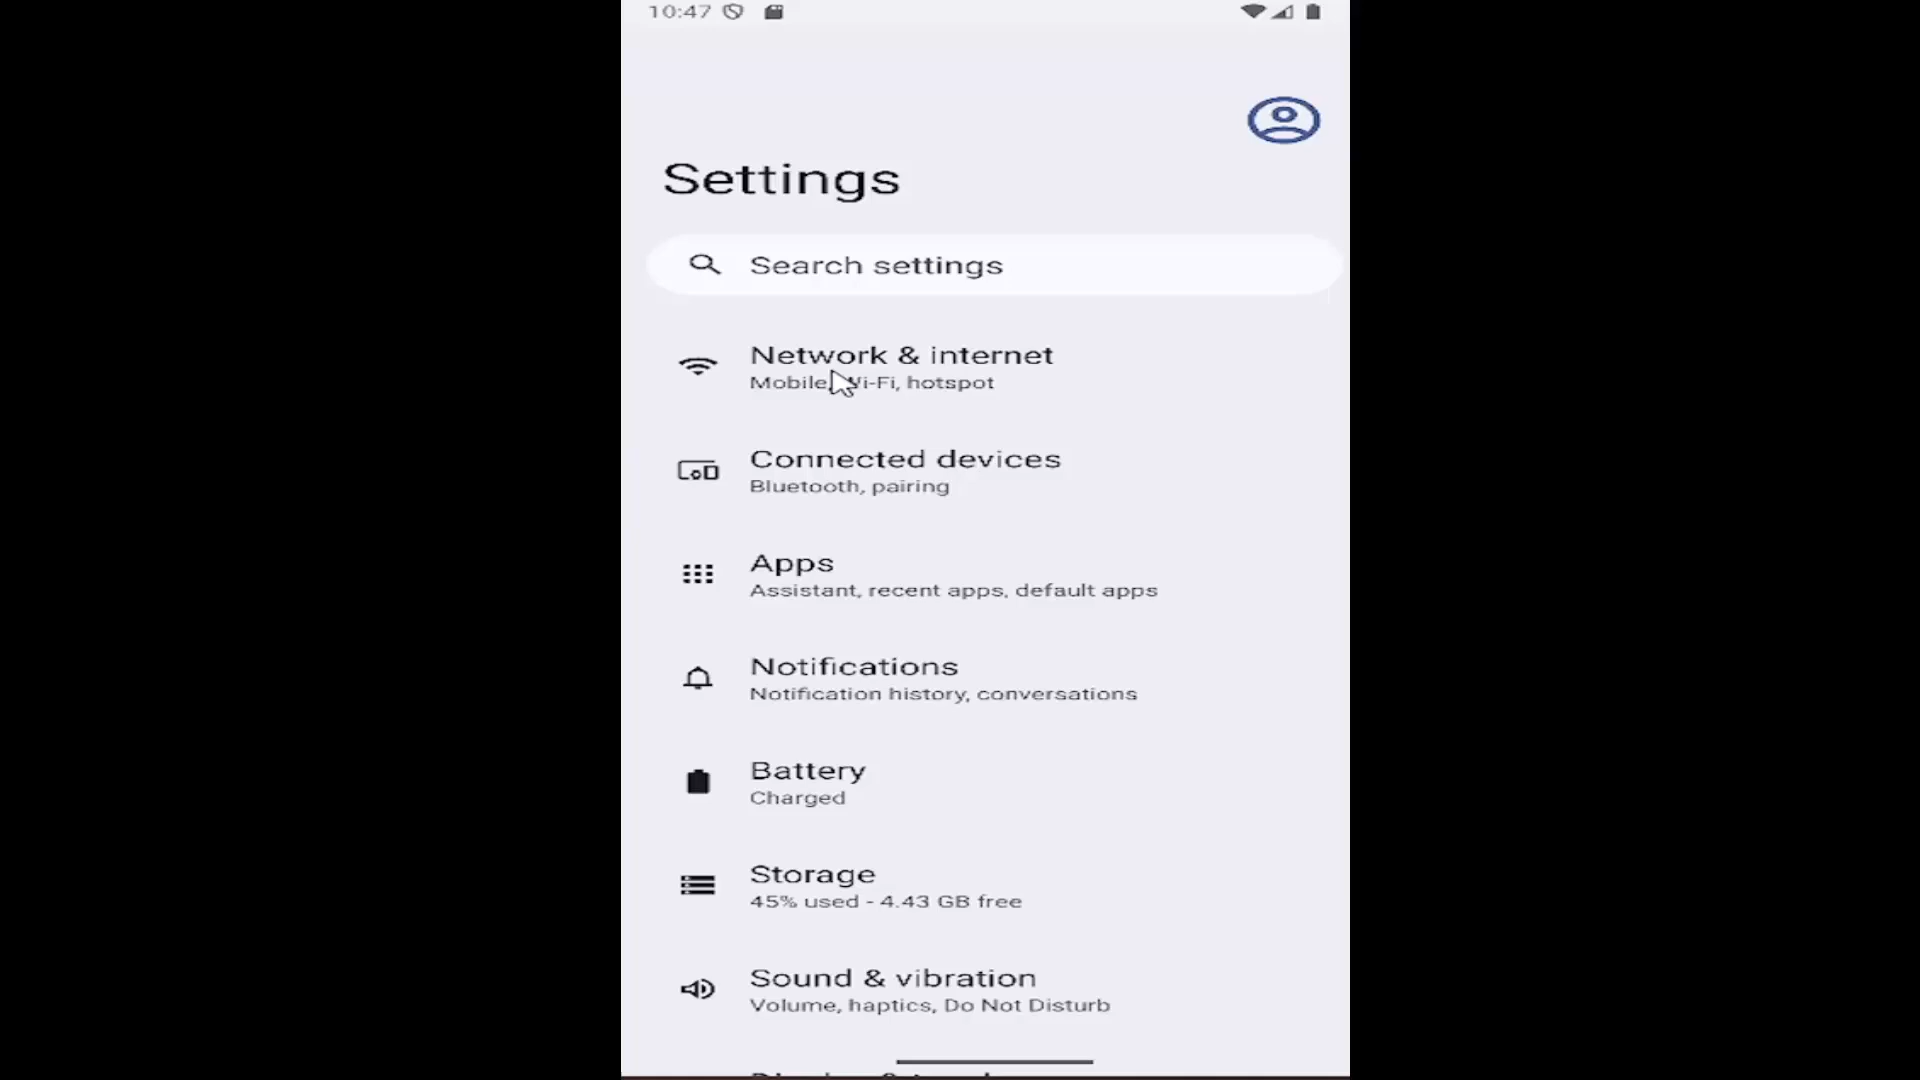 10:47
Settings
Search settings
Network & internet
Mobile, Wi-Fi, hotspot
Connected devices
Bluetooth, pairing
Apps
Assistant, recent apps, default apps
Notifications
Notification history, conversations
Battery
Charged
Storage
45% used - 4.43 GB free
Sound & vibration
Volume, haptics, Do Not Disturb